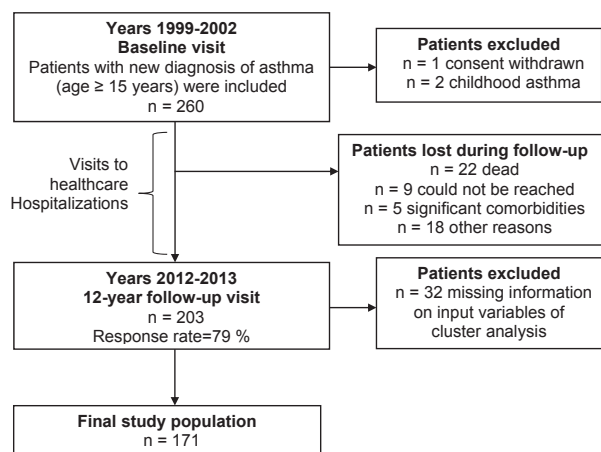 Years 1999-2002
Baseline visit
Patients with new diagnosis of asthma
(age ≥ 15 years) were included
n = 260
Patients excluded
n = 1 consent withdrawn
n = 2 childhood asthma
Visits to
healthcare
Hospitalizations
Patients lost during follow-up
n = 22 dead
n = 9 could not be reached
n = 5 significant comorbidities
n = 18 other reasons
Years 2012-2013
12-year follow-up visit
n = 203
Response rate=79 %
Patients excluded
n = 32 missing information
on input variables of
cluster analysis
Final study population
n = 171